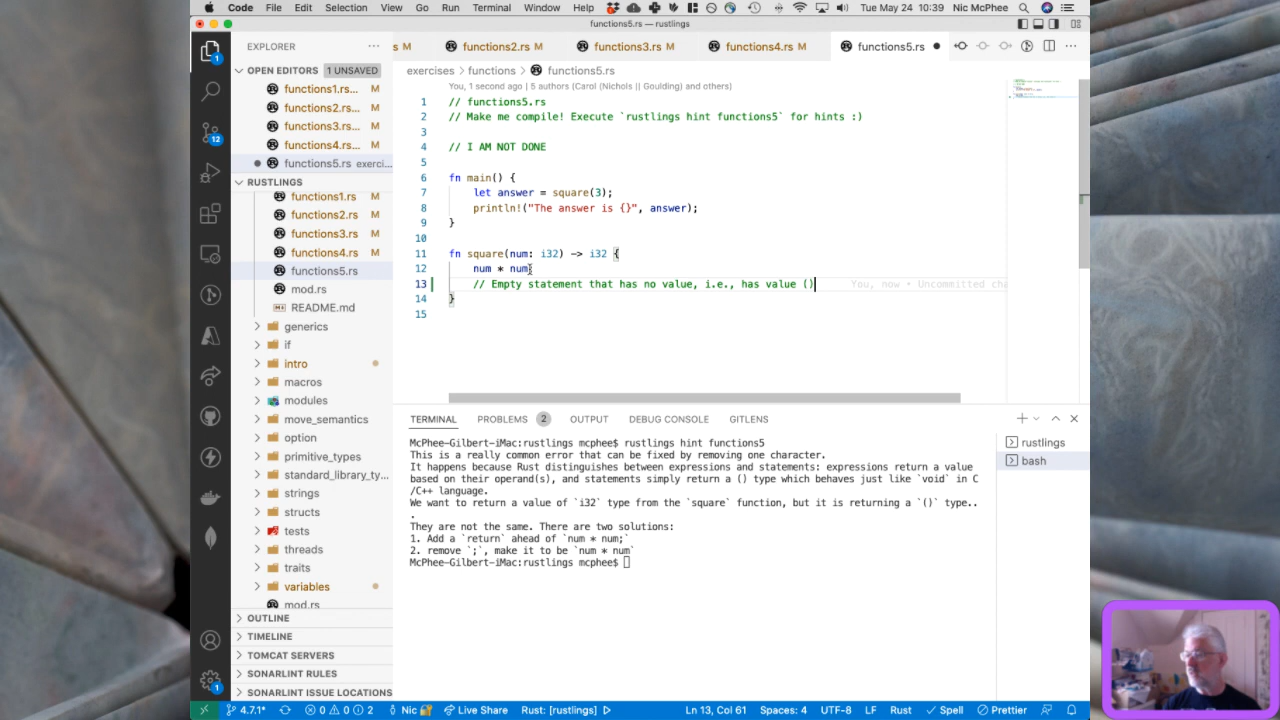 Code File Edit Selection View Go Run Terminal Window Help Tue May 24 10:39 Nic McPhee
functions5.rs — rustlings
EXPLORER
s M functions2.rs M functions3.rs M functions4.rs M functions5.rs
OPEN EDITORS 1 UNSAVED
functions1.rs... M
functions2.rs... M
functions3.rs... M
functions4.rs... M
functions5.rs exerci...
RUSTLINGS
functions1.rs M
functions2.rs M
functions3.rs M
functions4.rs M
functions5.rs
mod.rs
README.md
generics
if
intro
macros
modules
move_semantics
option
primitive_types
standard_library_ty...
strings
structs
tests
threads
traits
variables
mod.rs
OUTLINE
TIMELINE
TOMCAT SERVERS
SONARLINT RULES
SONARLINT ISSUE LOCATIONS
1
12
1
exercises > functions > functions5.rs
You, 1 second ago | 5 authors (Carol (Nichols || Goulding) and others)
1 // functions5.rs
2 // Make me compile! Execute `rustlings hint functions5` for hints :)
3
4 // I AM NOT DONE
5
6 fn main() {
7 let answer = square(3);
8 println!("The answer is {}", answer);
9 }
10
11 fn square(num: i32) -> i32 {
12 num * num
13 // Empty statement that has no value, i.e., has value () You, now • Uncommitted cha
14 }
15
TERMINAL PROBLEMS 2 OUTPUT DEBUG CONSOLE GITLENS
McPhee-Gilbert-iMac:rustlings mcphee$ rustlings hint functions5
This is a really common error that can be fixed by removing one character.
It happens because Rust distinguishes between expressions and statements: expressions return a value
based on their operand(s), and statements simply return a () type which behaves just like `void` in C
/C++ language.
We want to return a value of `i32` type from the `square` function, but it is returning a `()` type..
.
They are not the same. There are two solutions:
1. Add a `return` ahead of `num * num;`
2. remove `;`, make it to be `num * num`
McPhee-Gilbert-iMac:rustlings mcphee$
rustlings
bash
4.7.1* 0 0 2 Nic Live Share Rust: [rustlings] Ln 13, Col 61 Spaces: 4 UTF-8 LF Rust Spell Prettier